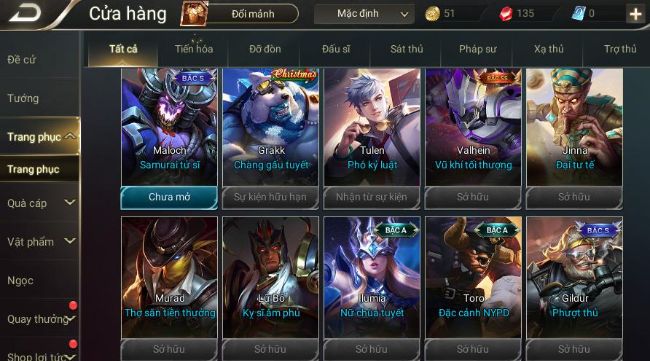 Cửa hàng
Đổi mảnh
Mặc định
51
135
0
Đề cử
Tướng
Trang phục
Trang phục
Quà cáp
Vật phẩm
Ngọc
Quay thưởng
Shop lợi tức
Tất cả
Tiến hóa
Đỡ đòn
Đấu sĩ
Sát thủ
Pháp sư
Xạ thủ
Trợ thủ
BẬC S
Maloch
Samurai tử sĩ
Chưa mở
Christmas
Grakk
Chàng gấu tuyết
Sự kiện hữu hạn
Tulen
Phó kỷ luật
Nhận từ sự kiện
Valhein
Vũ khí tối thượng
Sở hữu
Jinna
Đại tư tế
Sở hữu
Murad
Thợ săn tiền thưởng
Sở hữu
Lữ Bố
Kỵ sĩ âm phủ
Sở hữu
BẬC A
Ilumia
Nữ chúa tuyết
Sở hữu
BẬC A
Toro
Đặc cảnh NYPD
Sở hữu
BẬC S
Gildur
Phượt thủ
Sở hữu